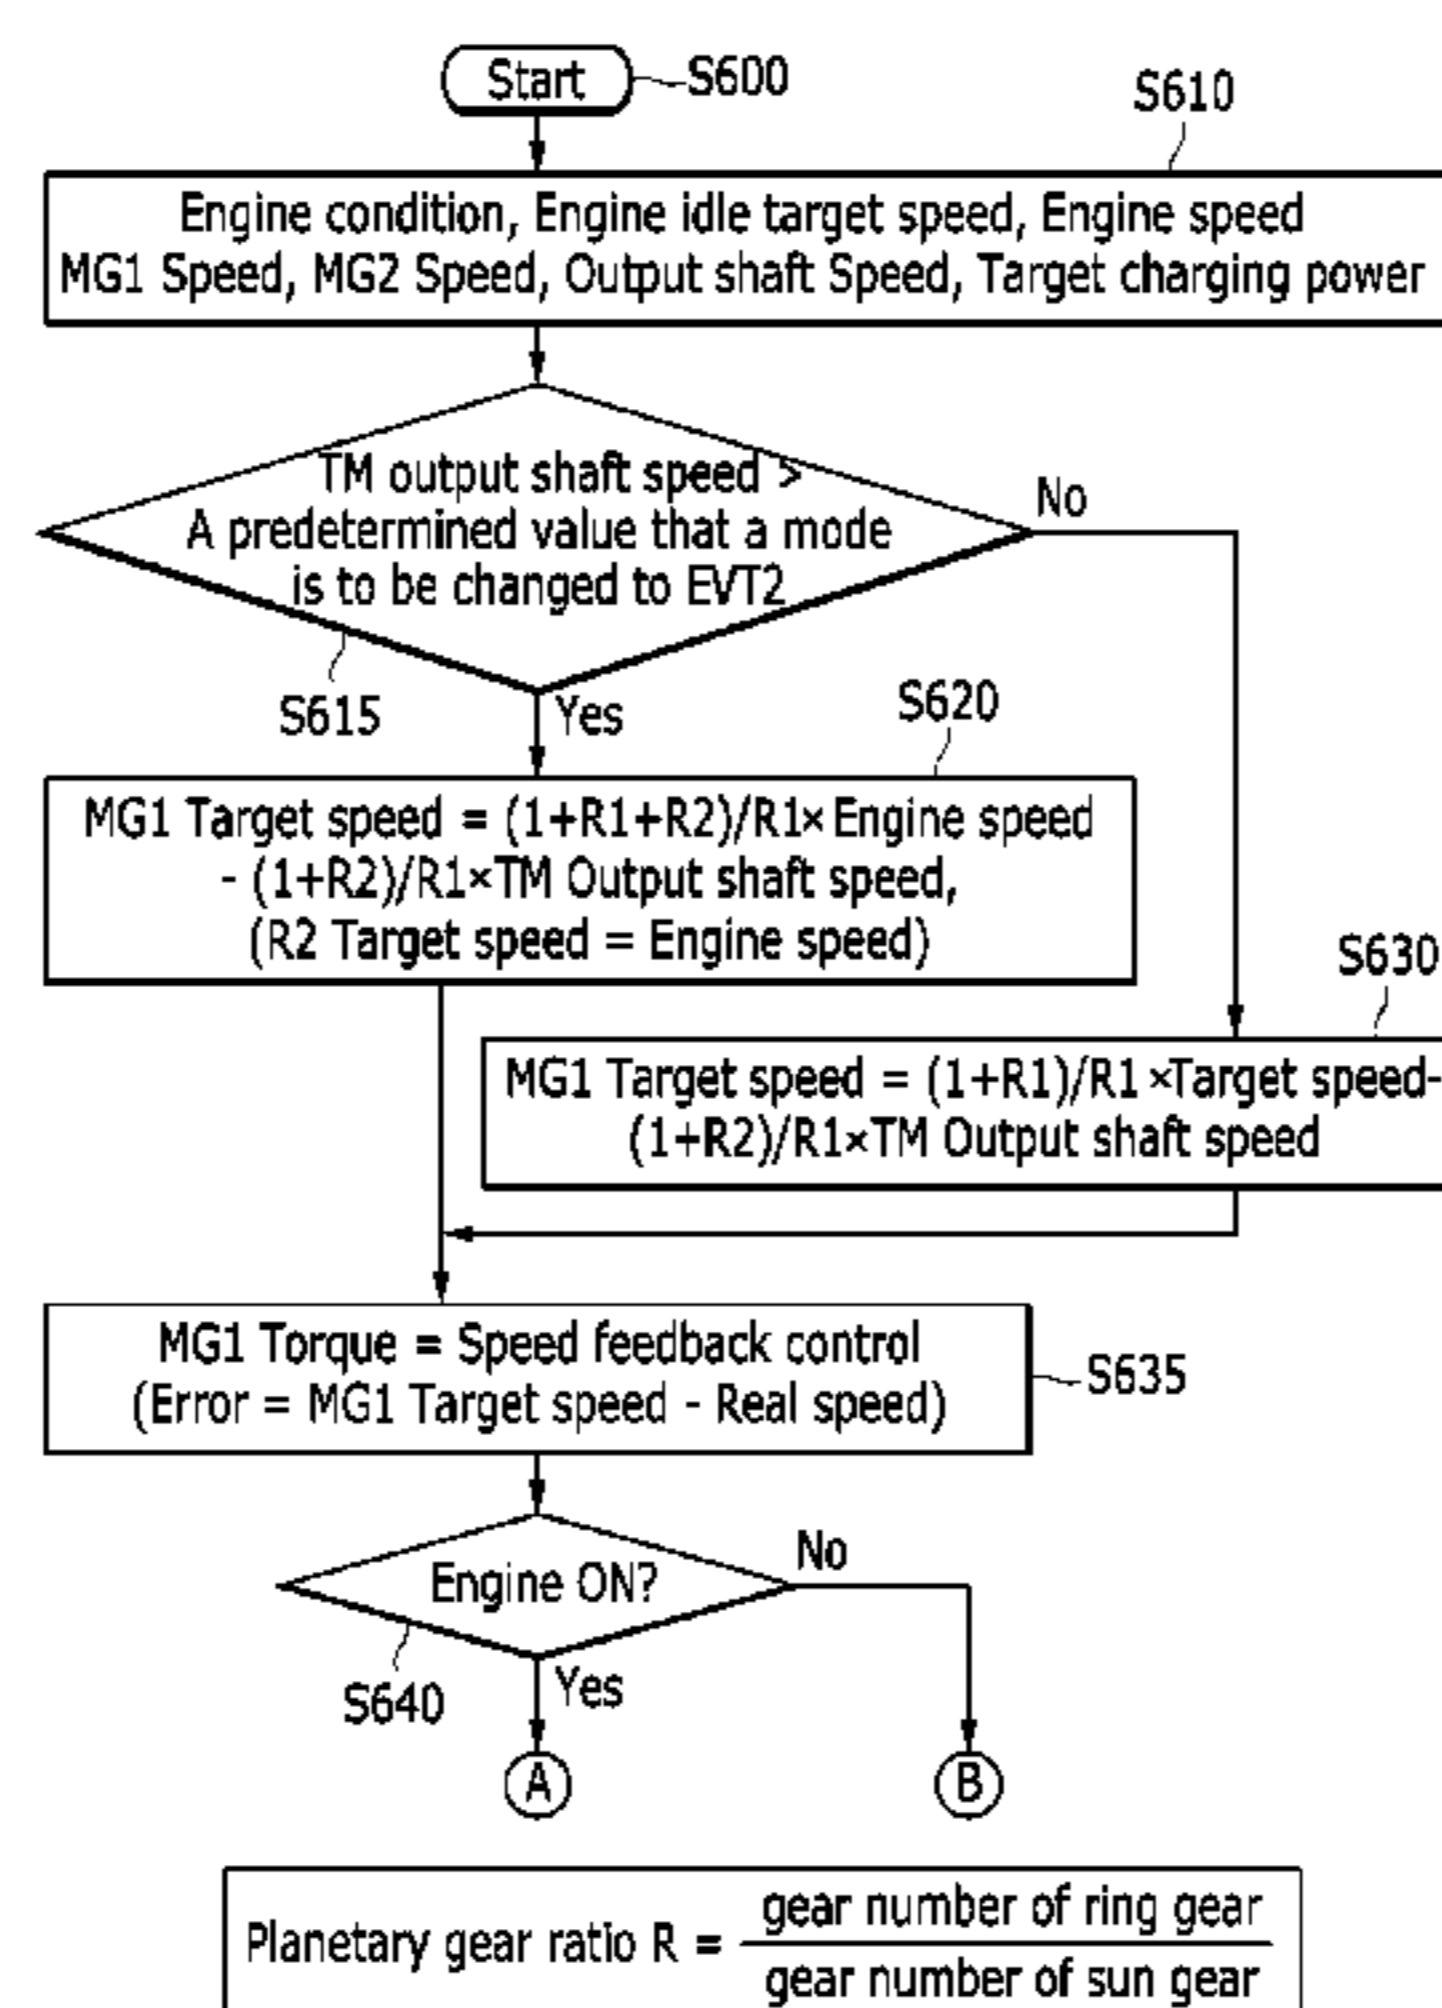 Start
S600
S610
Engine condition, Engine idle target speed, Engine speed
MG1 Speed, MG2 Speed, Output shaft Speed, Target charging power
TM output shaft speed >
A predetermined value that a mode
is to be changed to EVT2
No
S615
Yes
S620
MG1 Target speed = (1+R1+R2)/R1×Engine speed
- (1+R2)/R1×TM Output shaft speed,
(R2 Target speed = Engine speed)
S630
MG1 Target speed = (1+R1)/R1×Target speed-
(1+R2)/R1×TM Output shaft speed
MG1 Torque = Speed feedback control
(Error = MG1 Target speed - Real speed)
S635
Engine ON?
No
S640
Yes
A
B
Planetary gear ratio R = gear number of ring gear
gear number of sun gear